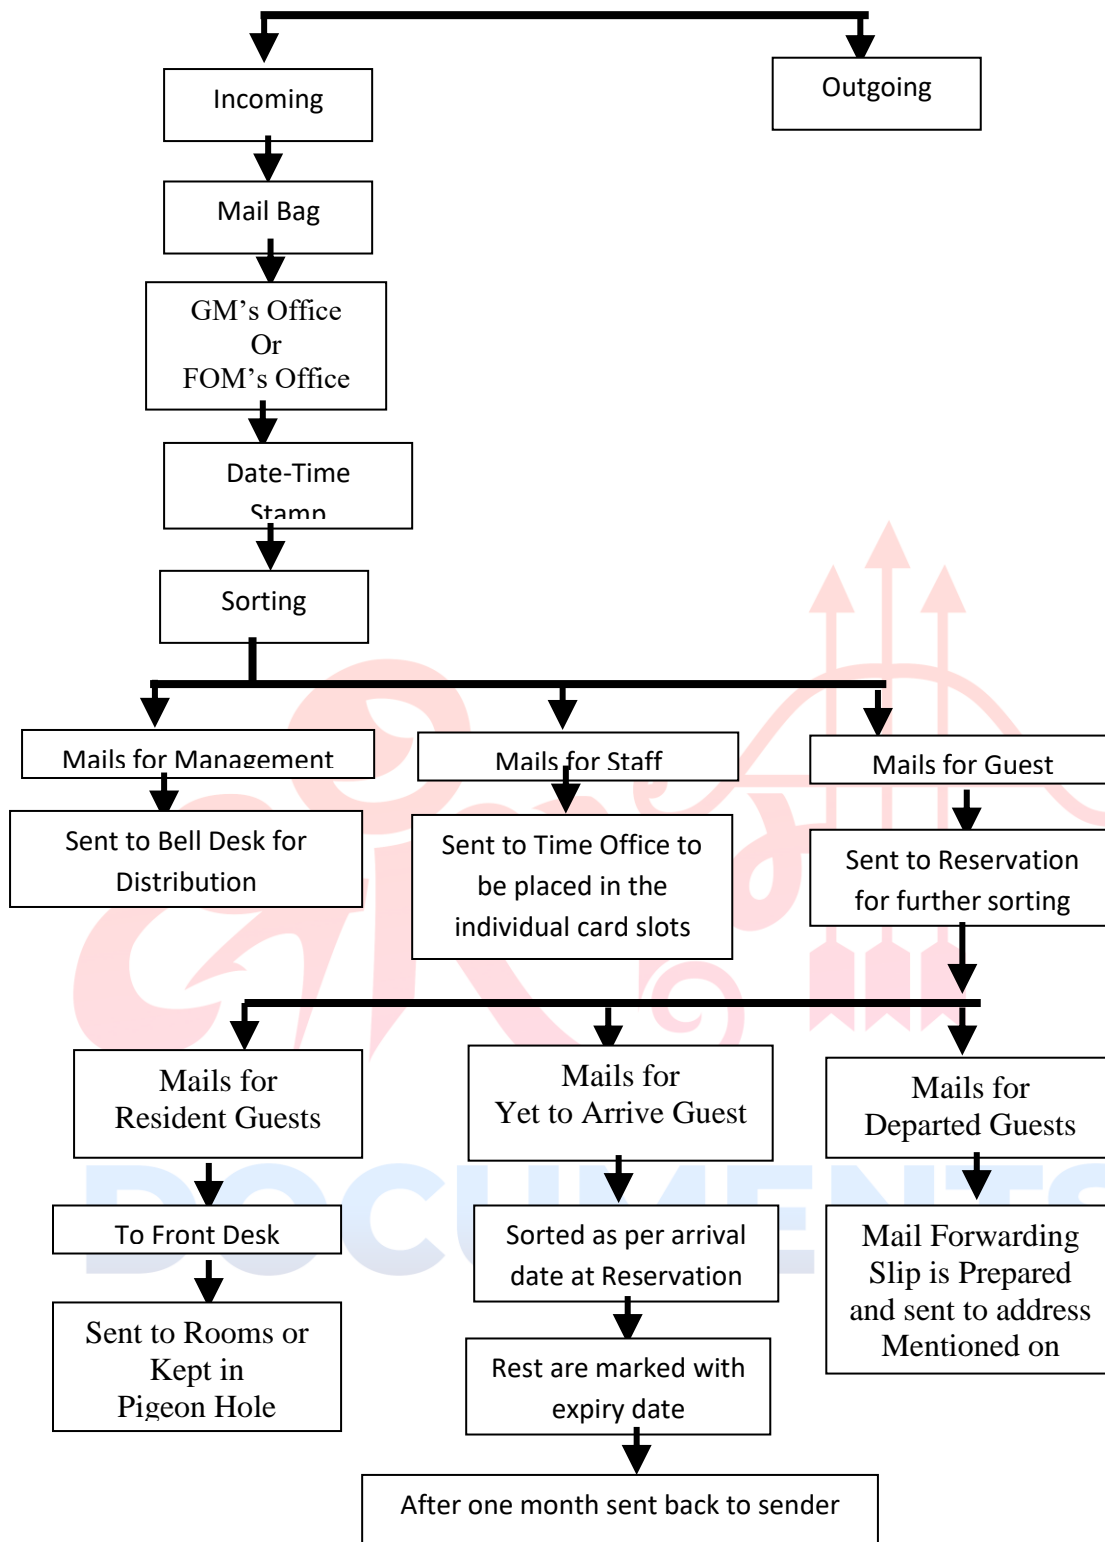 Incoming
Outgoing
Mail Bag
GM’s Office
Or
FOM’s Office
Date-Time
Stamp
Sorting
Mails for Management
Mails for Staff
Mails for Guest
Sent to Bell Desk for
Distribution
Sent to Time Office to
be placed in the
individual card slots
Sent to Reservation
for further sorting
Mails for
Resident Guests
Mails for
Yet to Arrive Guest
Mails for
Departed Guests
DOCUMENTS
To Front Desk
Sorted as per arrival
date at Reservation
Mail Forwarding
Slip is Prepared
and sent to address
Mentioned on
Sent to Rooms or
Kept in
Pigeon Hole
Rest are marked with
expiry date
After one month sent back to sender